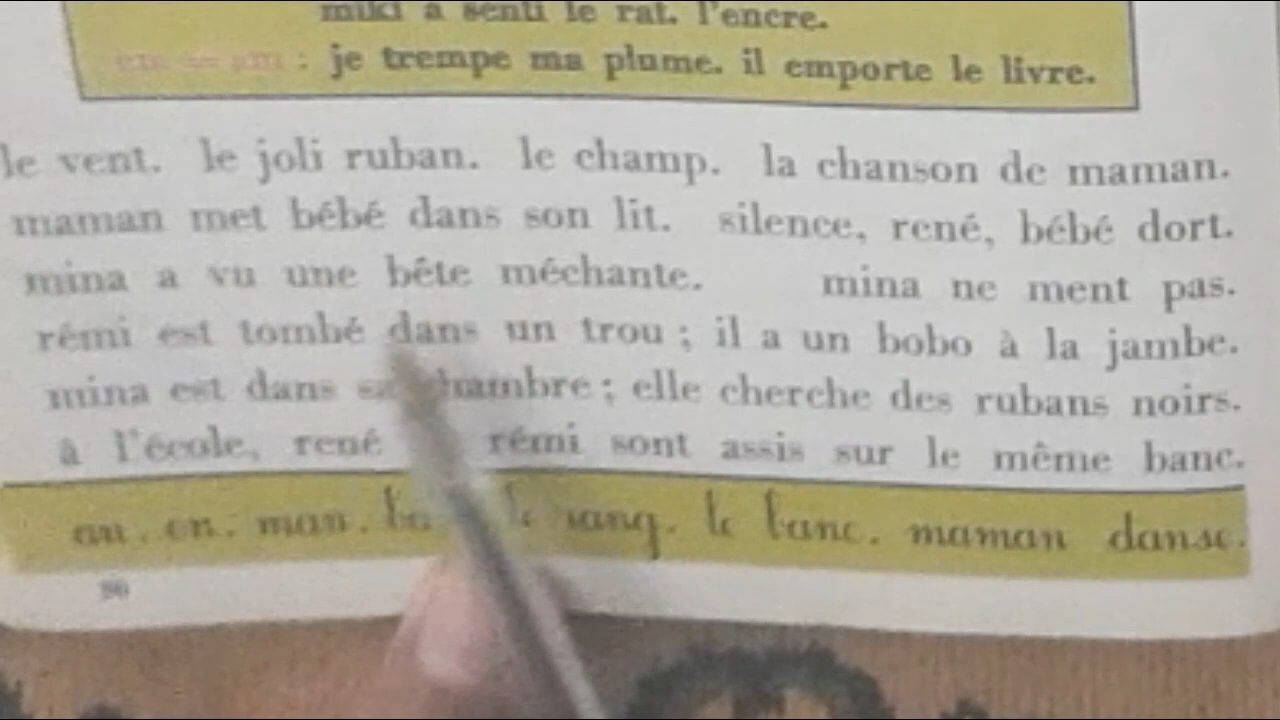 miki a senti le rat. l'encre.
: je trempe ma plume. il emporte le livre.
le vent. le joli ruban. le champ. la chanson de maman.
maman met bébé dans son lit. silence, rené, bébé dort.
mina a vu une bête méchante. mina ne ment pas.
rémi est tombé dans un trou ; il a un bobo à la jambe.
mina est dans hambre ; elle cherche des rubans noirs.
à l'école, rené rémi sont assis sur le même banc.
an. en. man. le sang. le banc. maman danse.